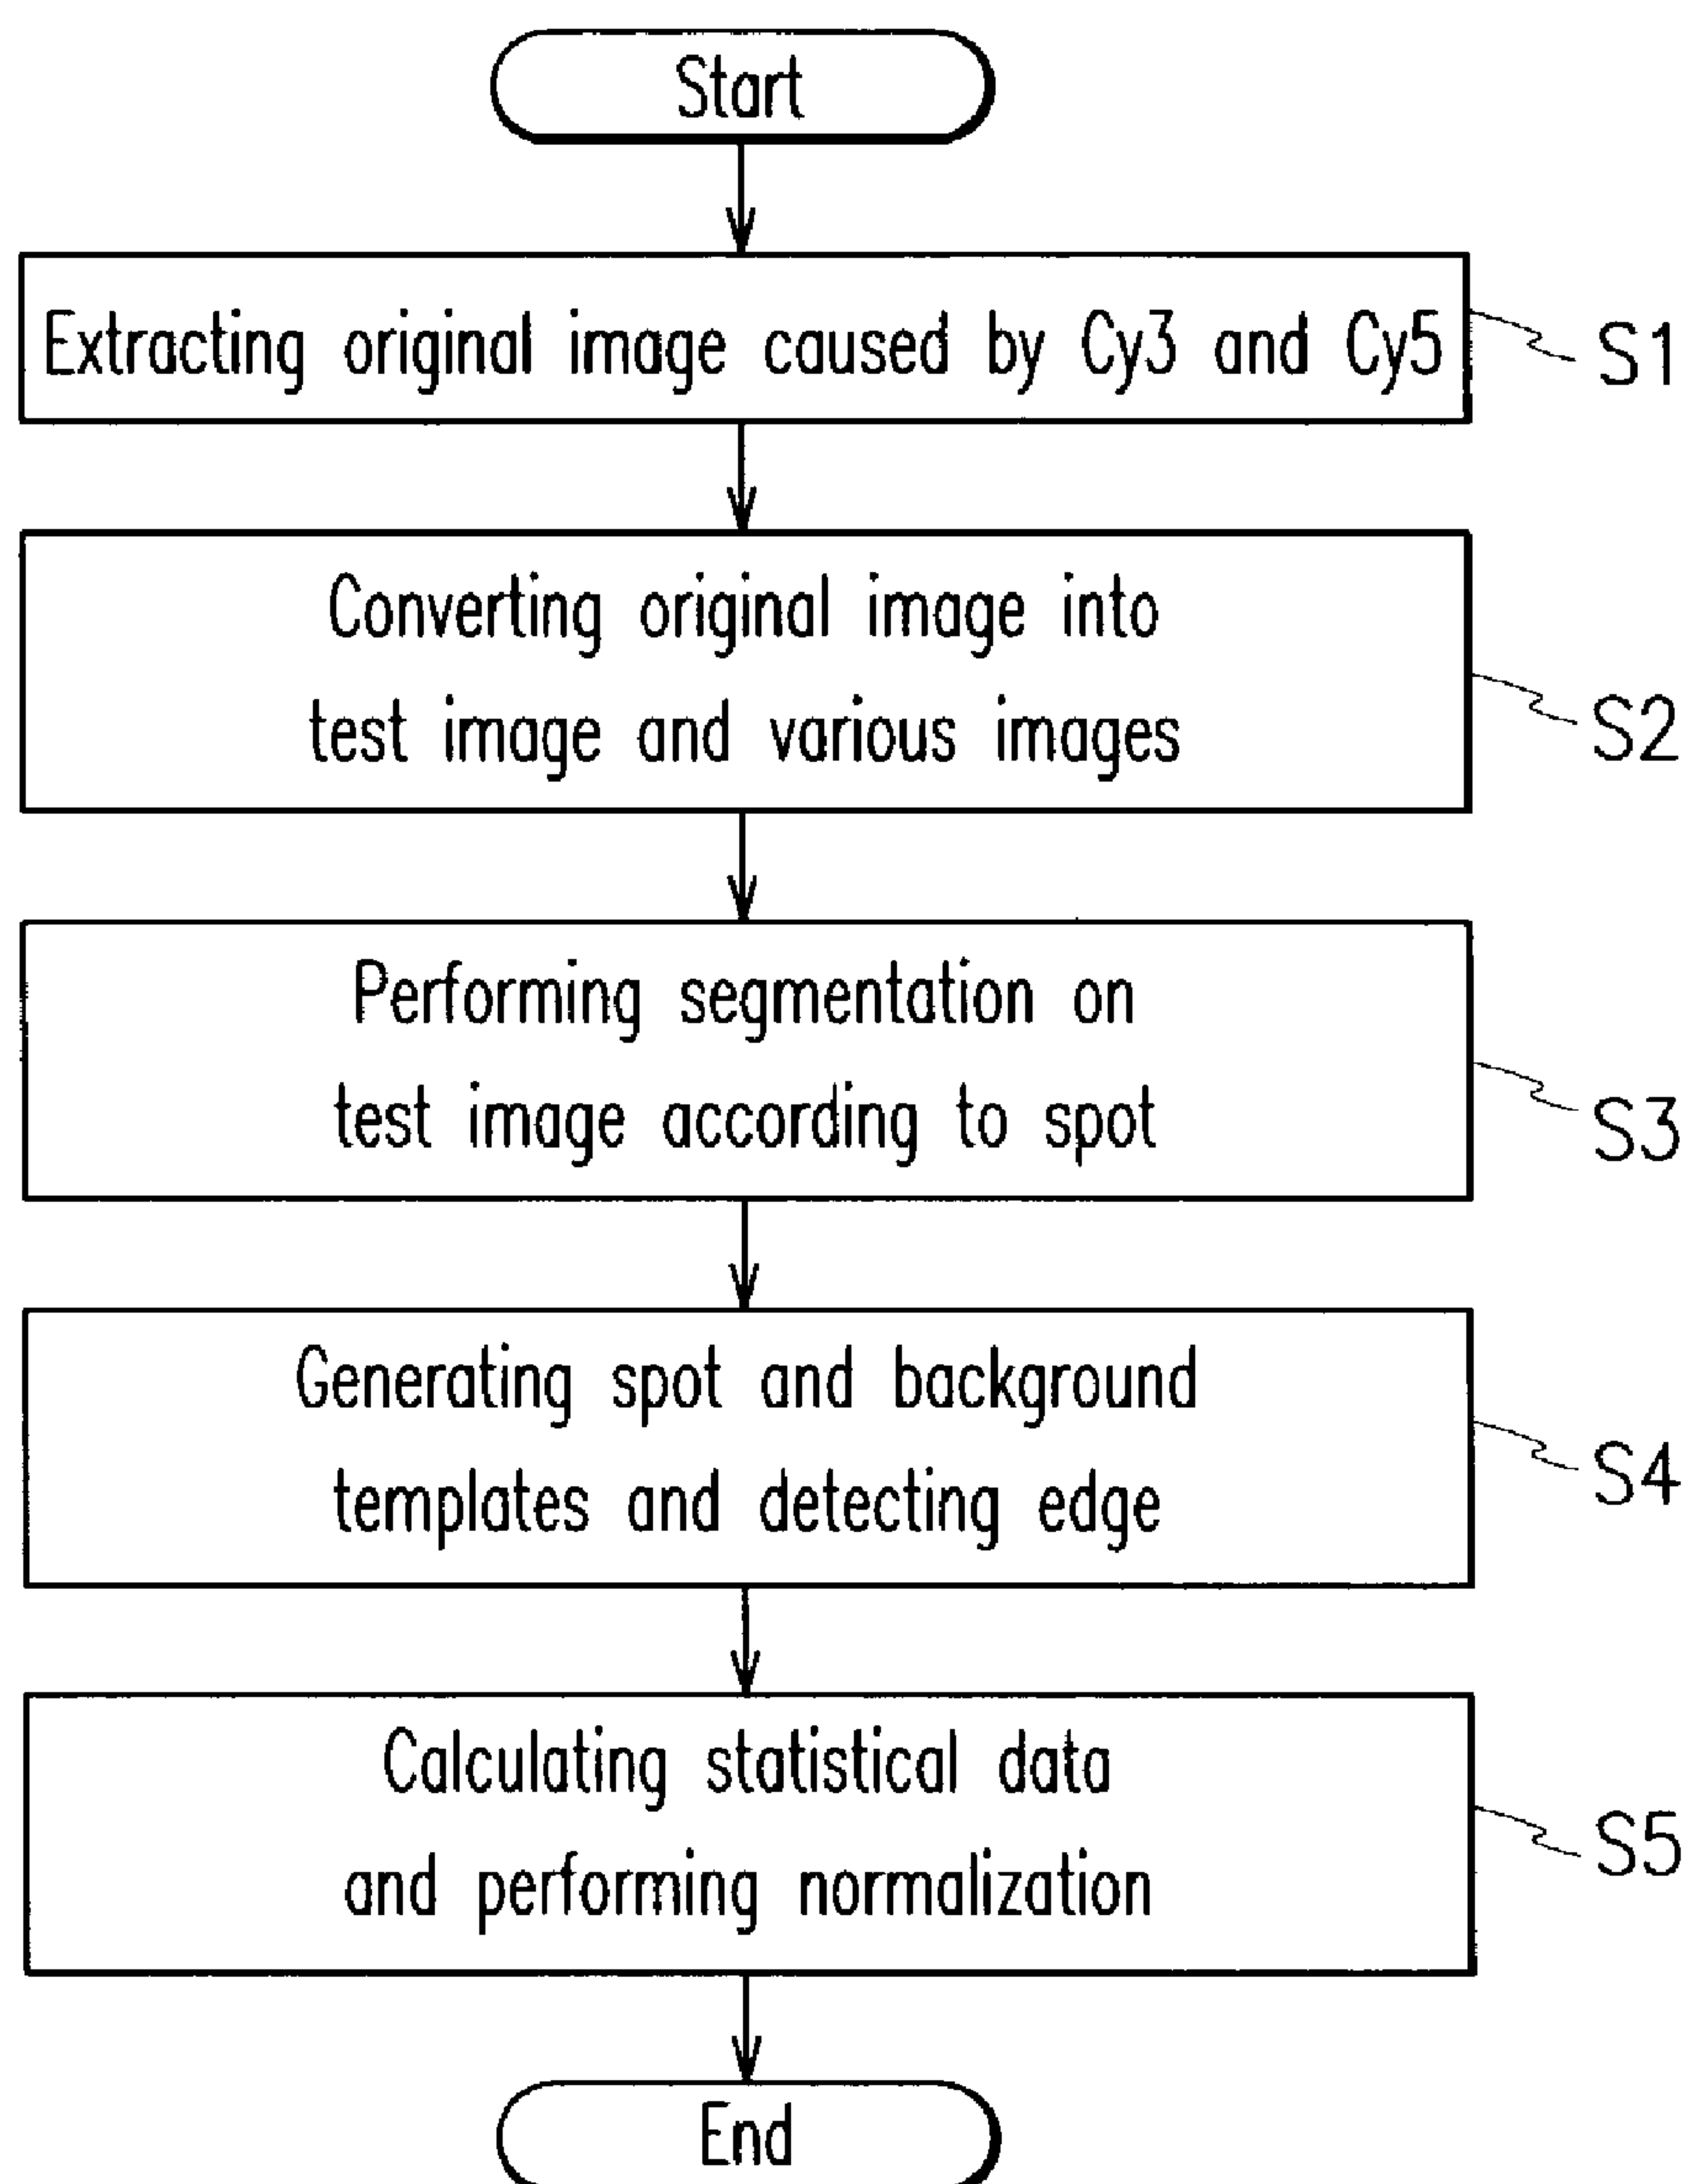 Start
Extracting original image caused by Cy3 and Cy5
S1
Converting original image into
test image and various images
S2
Performing segmentation on
test image according to spot
S3
Generating spot and background
templates and detecting edge
S4
Calculating statistical data
and performing normalization
S5
End